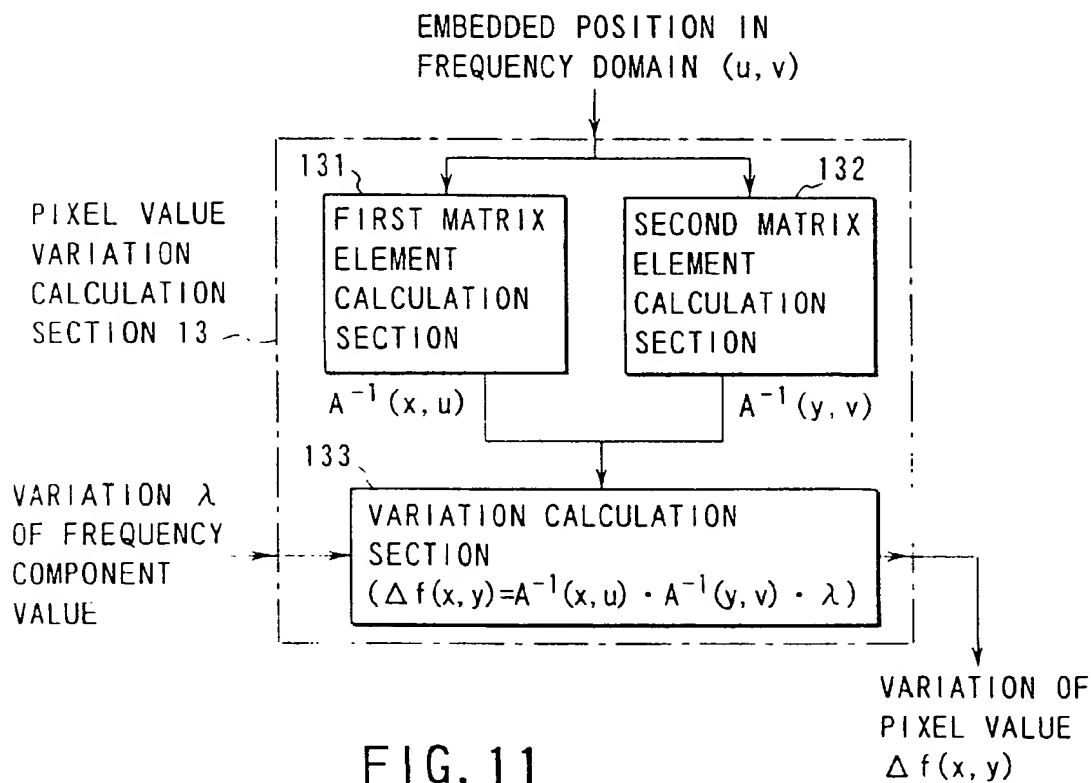 EMBEDDED POSITION IN
FREQUENCY DOMAIN (u, v)
131
132
PIXEL VALUE
VARIATION
CALCULATION
SECTION 13
FIRST MATRIX
ELEMENT
CALCULATION
SECTION
SECOND MATRIX
ELEMENT
CALCULATION
SECTION
A⁻¹ (x, u)
A⁻¹ (y, v)
133
VARIATION λ
OF FREQUENCY
COMPONENT
VALUE
VARIATION CALCULATION
SECTION
(Δ f(x, y)=A⁻¹(x, u) · A⁻¹(y, v) · λ)
VARIATION OF
PIXEL VALUE
Δ f(x, y)
FIG. 11